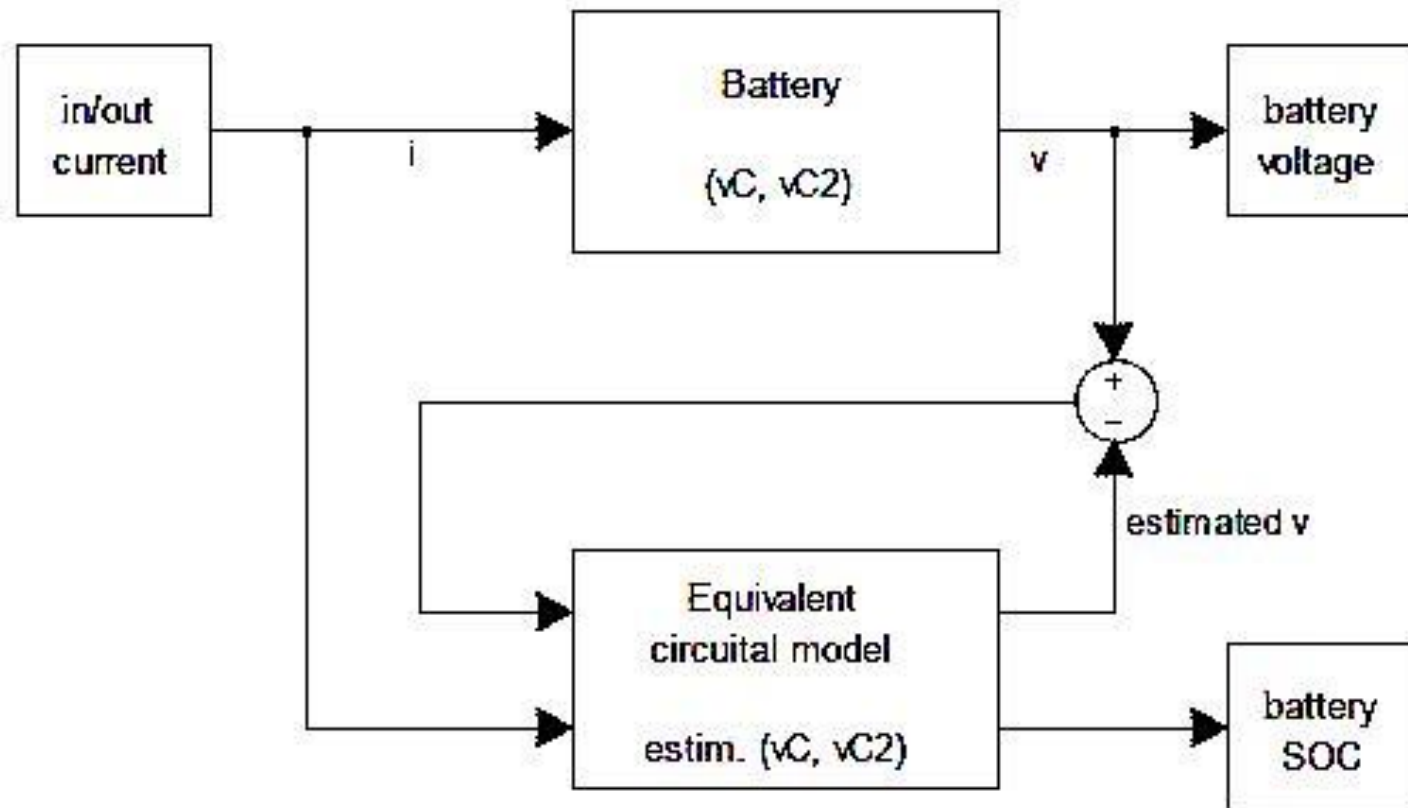 in/out
current
i
Battery
(vC, vC2)
v
battery
voltage
+
−
estimated v
Equivalent
circuital model
estim. (vC, vC2)
battery
SOC